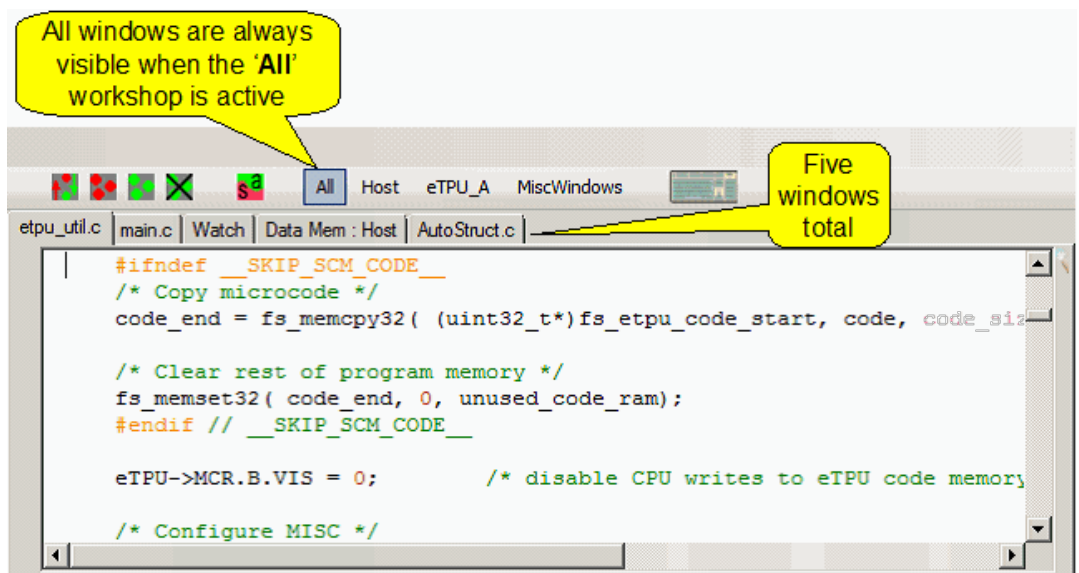 All windows are always
visible when the ‘All’
workshop is active
Five
windows
total
s a
All Host eTPU_A MiscWindows
etpu_util.c main.c Watch Data Mem : Host AutoStruct.c
#ifndef __SKIP_SCM_CODE__
/* Copy microcode */
code_end = fs_memcpy32( (uint32_t*)fs_etpu_code_start, code, code_siz
/* Clear rest of program memory */
fs_memset32( code_end, 0, unused_code_ram);
#endif // __SKIP_SCM_CODE__
eTPU->MCR.B.VIS = 0; /* disable CPU writes to eTPU code memory
/* Configure MISC */